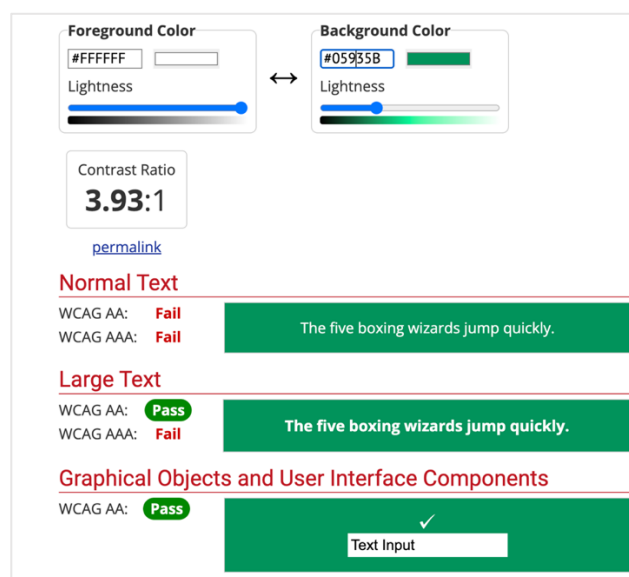 Foreground Color
#FFFFFF
Lightness
Background Color
#05935B
Lightness
Contrast Ratio
3.93:1
permalink
Normal Text
WCAG AA: Fail
WCAG AAA: Fail
The five boxing wizards jump quickly.
Large Text
WCAG AA: Pass
WCAG AAA: Fail
The five boxing wizards jump quickly.
Graphical Objects and User Interface Components
WCAG AA: Pass
Text Input